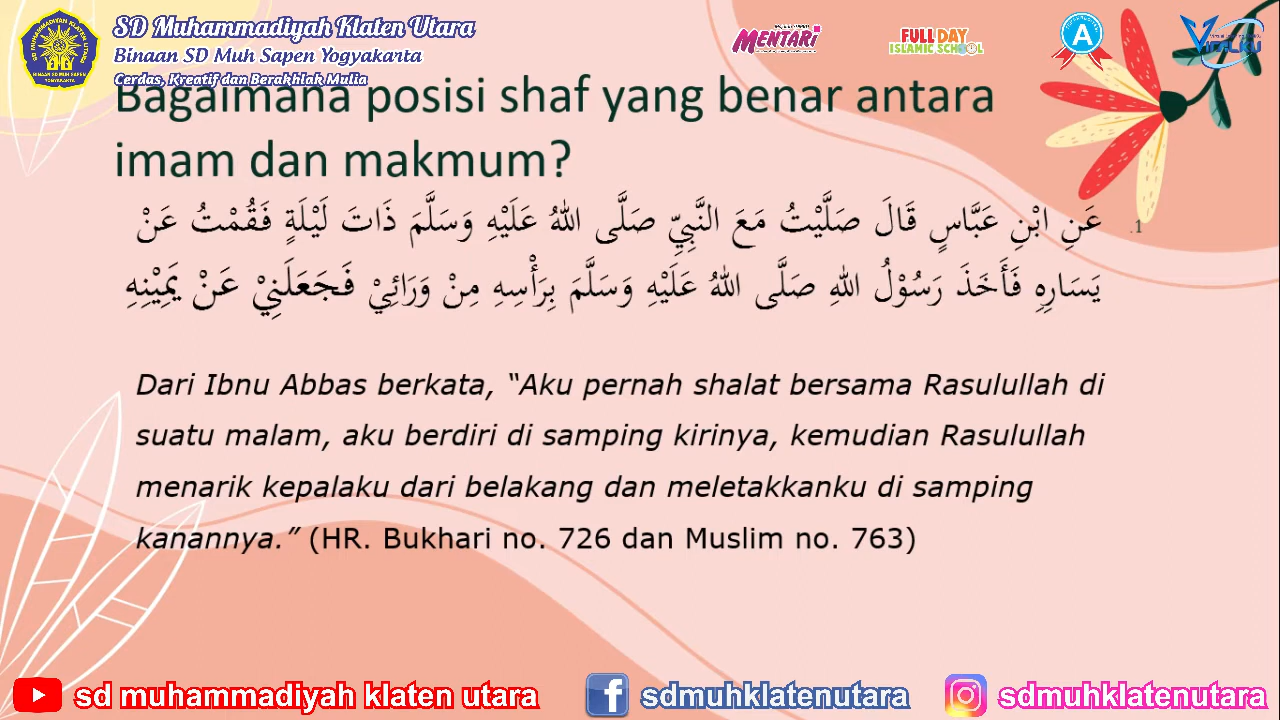 SD Muhammadiyah Klaten Utara
Binaan SD Muh Sapen Yogyakarta
Cerdas, Kreatif dan Berakhlak Mulia
MENTARI
FULL DAY
ISLAMIC SCHOOL
A
Bagaimana posisi shaf yang benar antara
imam dan makmum?
1. عَنِ ابْنِ عَبَّاسٍ قَالَ صَلَّيْتُ مَعَ النَّبِيِّ صَلَّى اللهُ عَلَيْهِ وَسَلَّمَ ذَاتَ لَيْلَةٍ فَقُمْتُ عَنْ
يَسَارِهِ فَأَخَذَ رَسُوْلُ اللهِ صَلَّى اللهُ عَلَيْهِ وَسَلَّمَ بِرَأْسِهِ مِنْ وَرَائِيْ فَجَعَلَنِيْ عَنْ يَمِيْنِهِ
Dari Ibnu Abbas berkata, “Aku pernah shalat bersama Rasulullah di
suatu malam, aku berdiri di samping kirinya, kemudian Rasulullah
menarik kepalaku dari belakang dan meletakkanku di samping
kanannya.” (HR. Bukhari no. 726 dan Muslim no. 763)
sd muhammadiyah klaten utara
sdmuhklatenutara
sdmuhklatenutara